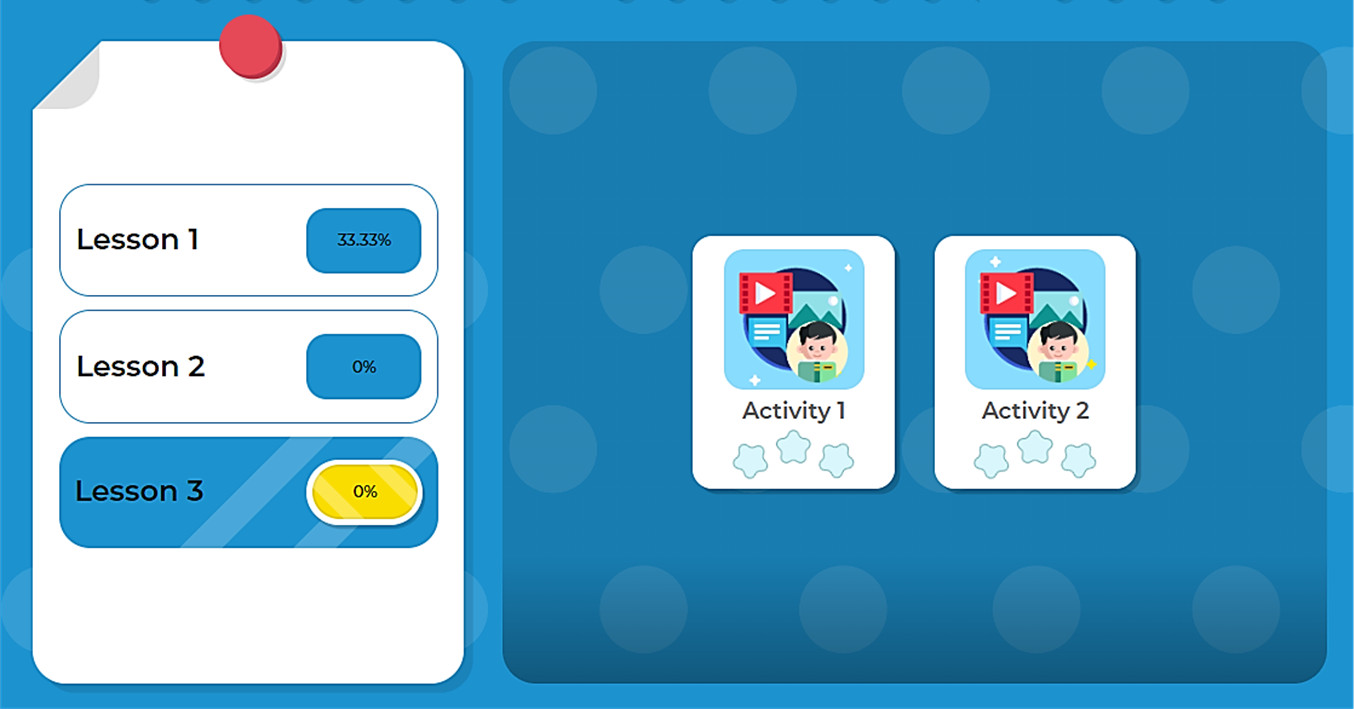 Lesson 1
33.33%
Lesson 2
0%
Lesson 3
0%
Activity 1
Activity 2